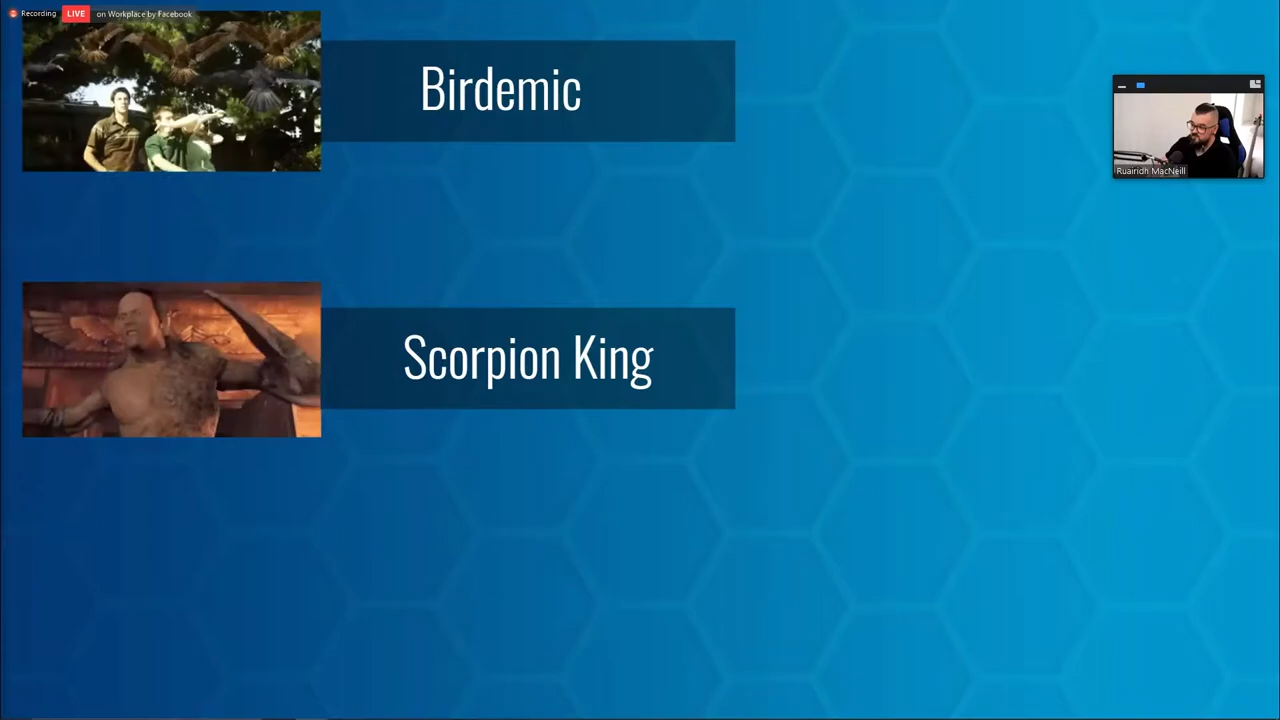 Recording
LIVE
on Workplace by Facebook
Birdemic
Ruairidh MacNeill
Scorpion King